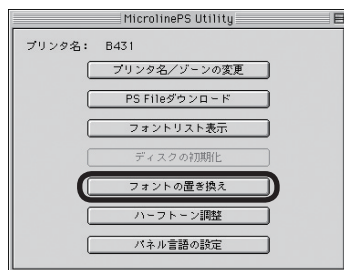 MicrolinePS Utility
プリンタ名： B431
プリンタ名／ゾーンの変更
PS Fileダウンロード
フォントリスト表示
ディスクの初期化
フォントの置き換え
ハーフトーン調整
パネル言語の設定